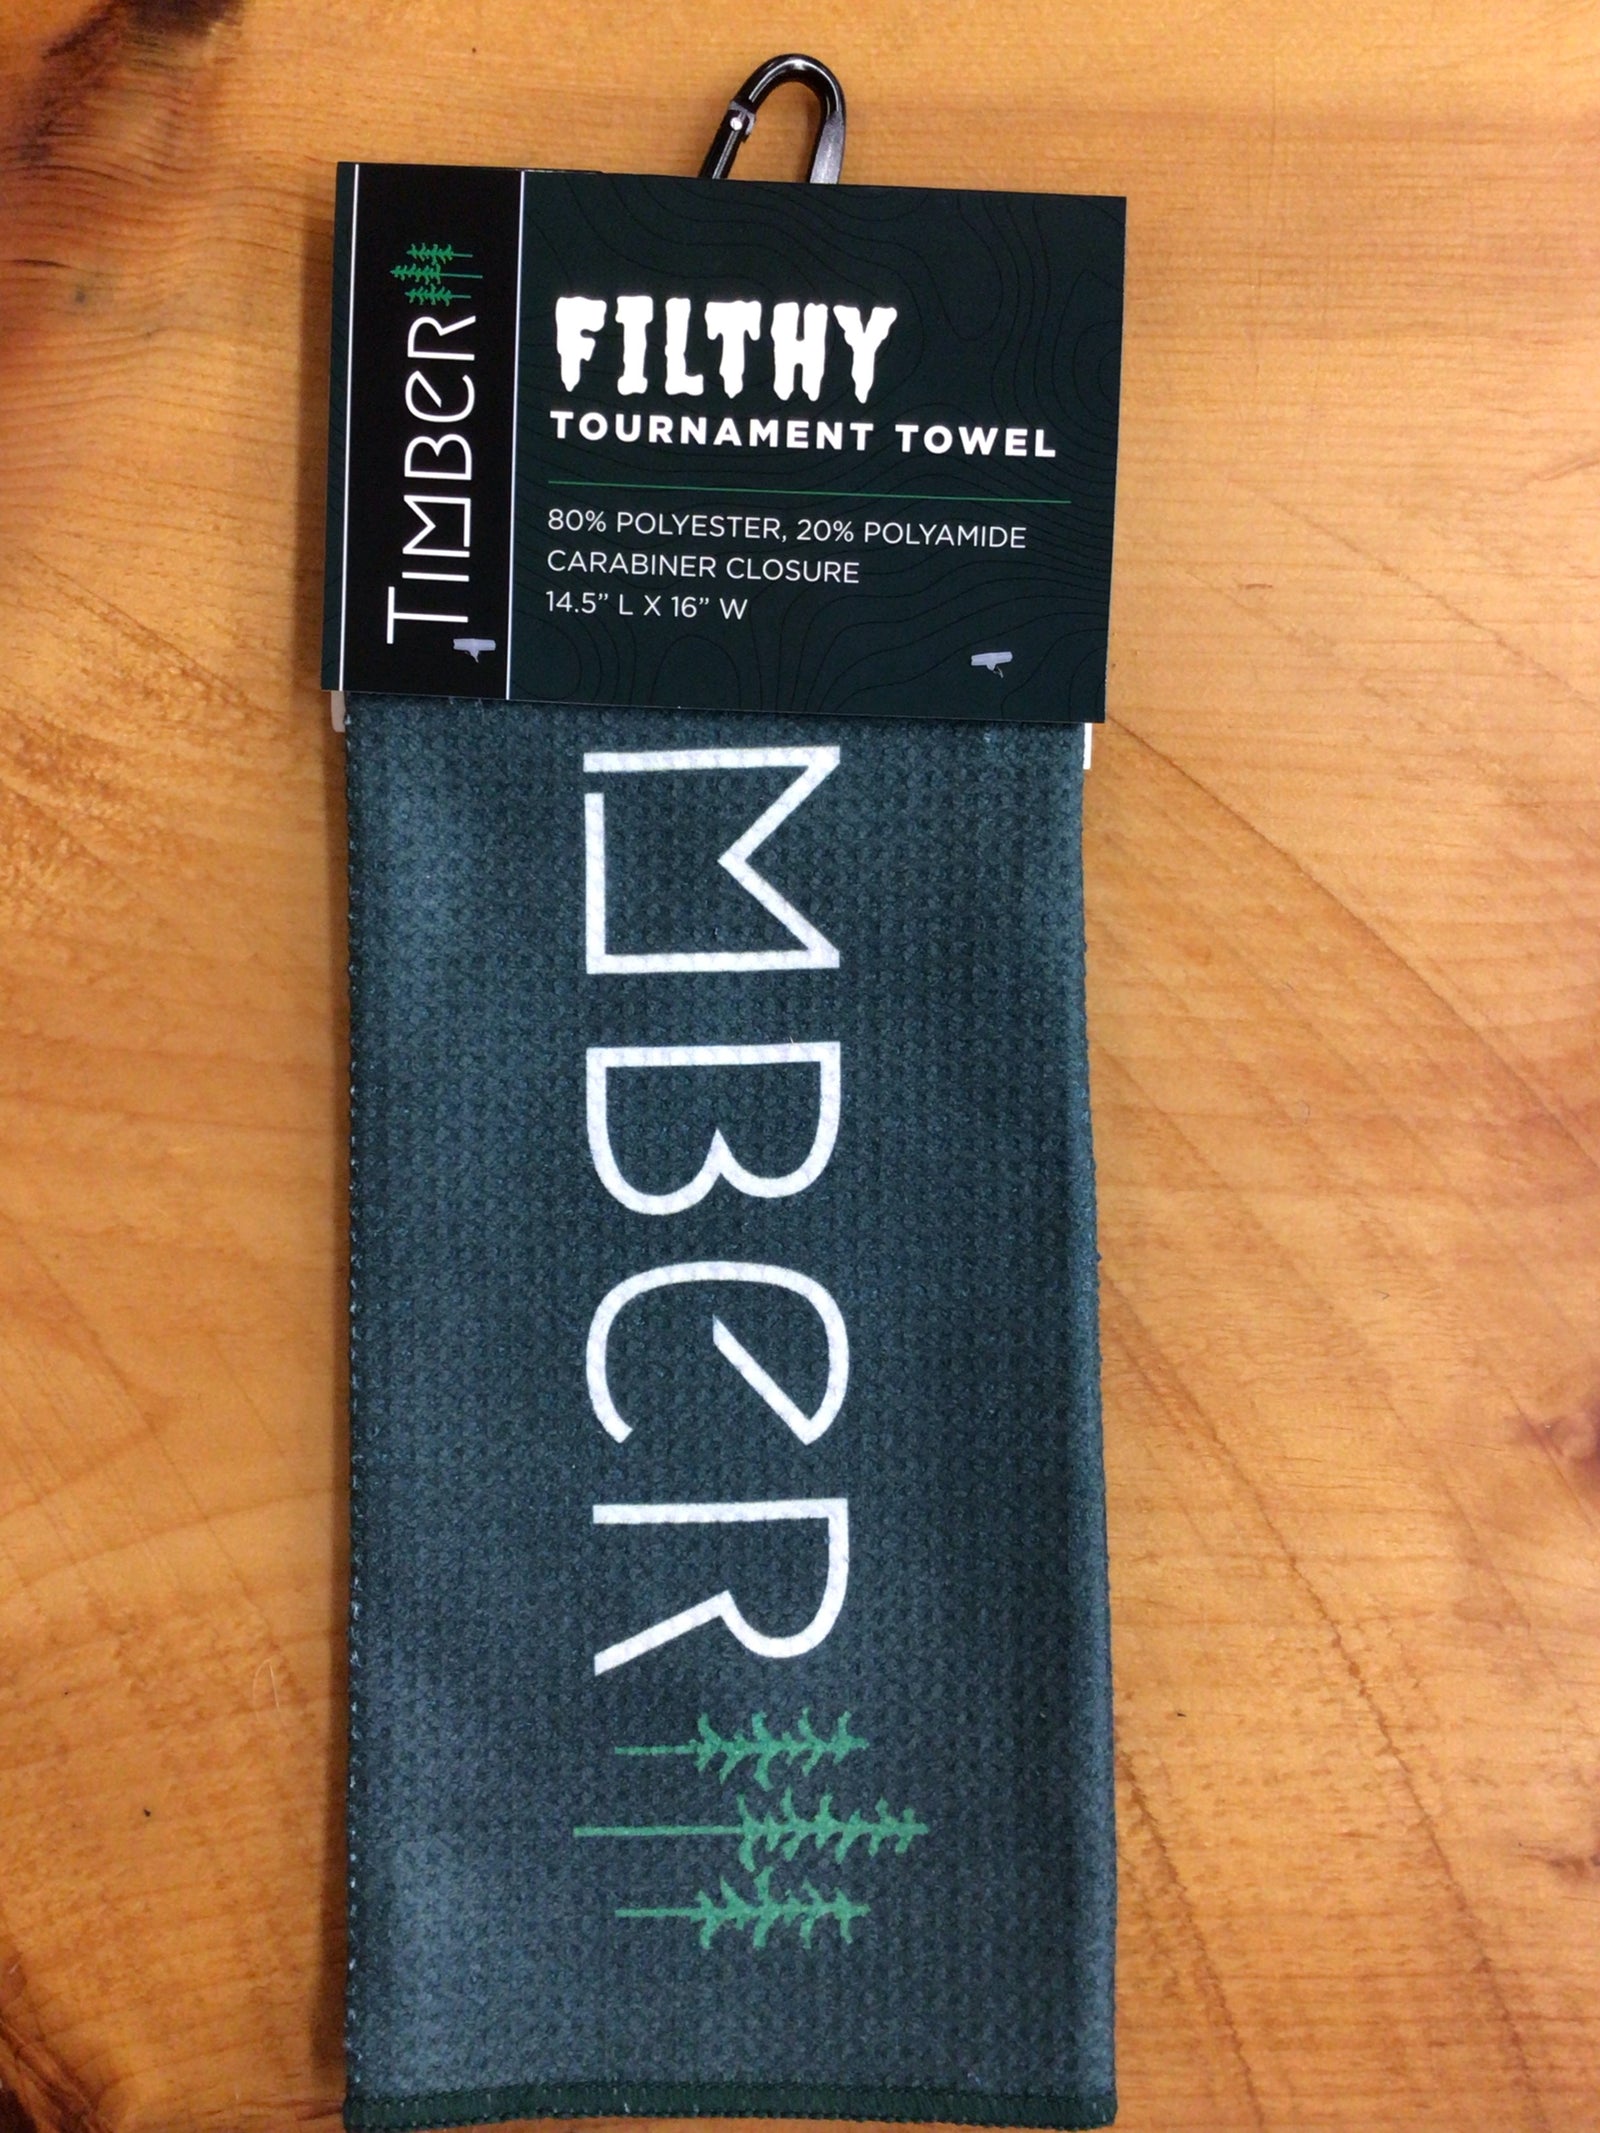 TIMBER
FILTHY
TOURNAMENT TOWEL
80% POLYESTER, 20% POLYAMIDE
CARABINER CLOSURE
14.5” L X 16” W
MBER